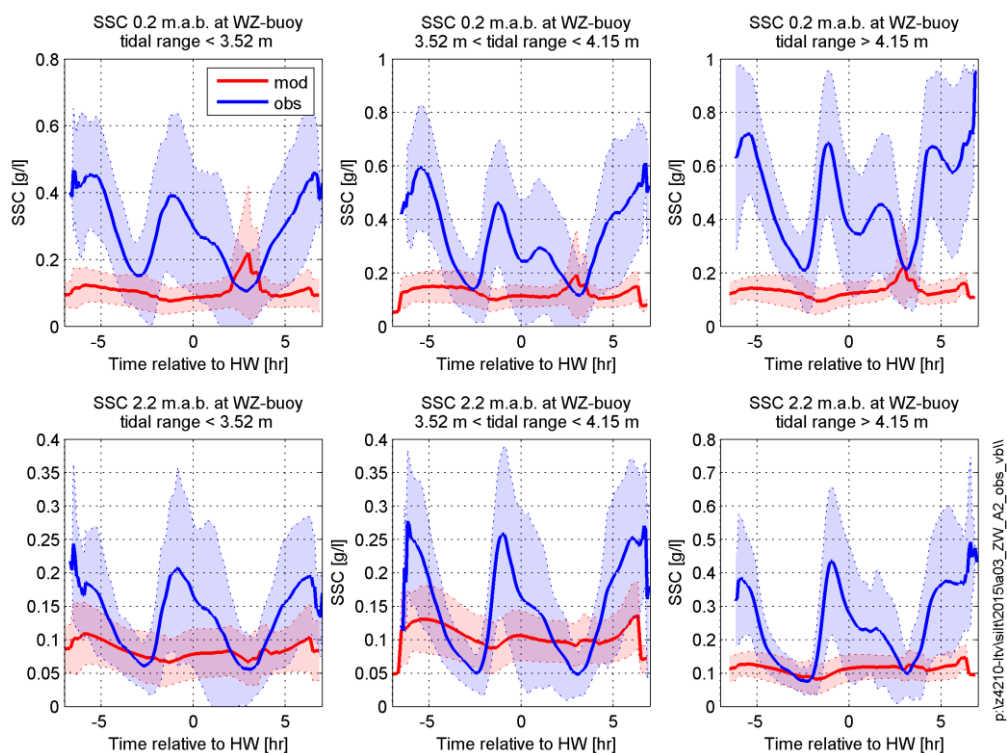 SSC 0.2 m.a.b. at WZ-buoy
tidal range < 3.52 m
0.8
0.6
0.4
0.2
0
SSC [g/l]
mod
obs
-5
0
5
Time relative to HW [hr]
SSC 0.2 m.a.b. at WZ-buoy
3.52 m < tidal range < 4.15 m
1
0.8
0.6
0.4
0.2
0
SSC [g/l]
-5
0
5
Time relative to HW [hr]
SSC 0.2 m.a.b. at WZ-buoy
tidal range > 4.15 m
1
0.8
0.6
0.4
0.2
0
SSC [g/l]
-5
0
5
Time relative to HW [hr]
SSC 2.2 m.a.b. at WZ-buoy
tidal range < 3.52 m
0.4
0.35
0.3
0.25
0.2
0.15
0.1
0.05
0
SSC [g/l]
-5
0
5
Time relative to HW [hr]
SSC 2.2 m.a.b. at WZ-buoy
3.52 m < tidal range < 4.15 m
0.4
0.35
0.3
0.25
0.2
0.15
0.1
0.05
0
SSC [g/l]
-5
0
5
Time relative to HW [hr]
SSC 2.2 m.a.b. at WZ-buoy
tidal range > 4.15 m
0.8
0.7
0.6
0.5
0.4
0.3
0.2
0.1
0
SSC [g/l]
-5
0
5
Time relative to HW [hr]